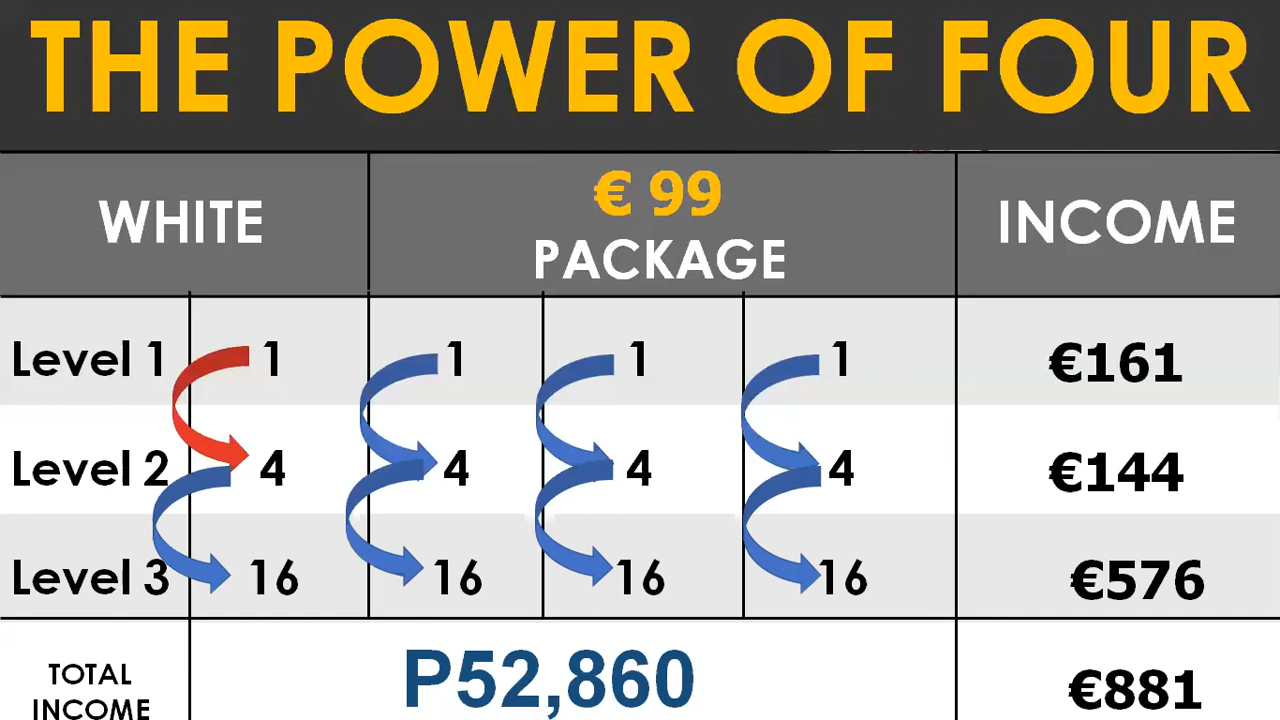 THE POWER OF FOUR
WHITE
€ 99
PACKAGE
INCOME
Level 1 1 1 1 1 €161
Level 2 4 4 4 4 €144
Level 3 16 16 16 16 €576
TOTAL
INCOME
P52,860
€881